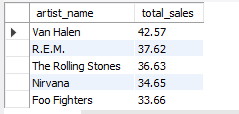 artist_name total_sales
Van Halen 42.57
R.E.M. 37.62
The Rolling Stones 36.63
Nirvana 34.65
Foo Fighters 33.66